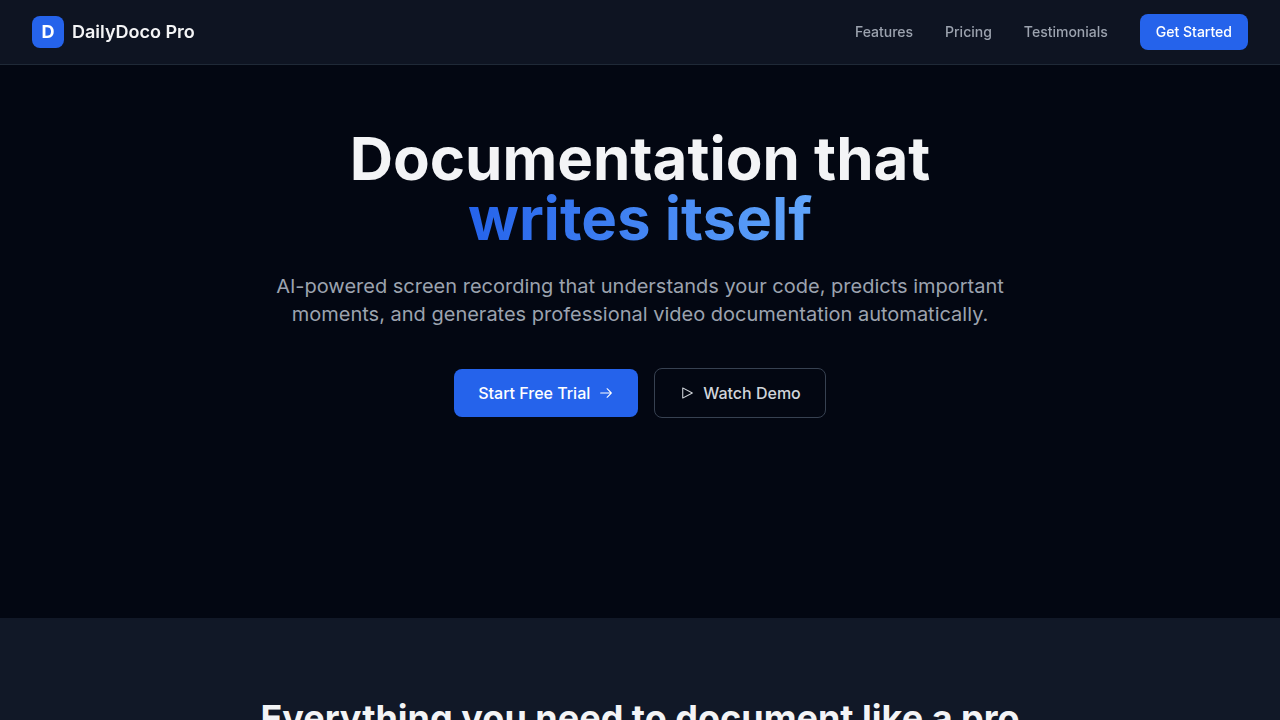 D DailyDoco Pro
Features Pricing Testimonials Get Started
Documentation that
writes itself
AI-powered screen recording that understands your code, predicts important
moments, and generates professional video documentation automatically.
Start Free Trial →
Watch Demo
Everything you need to document like a pro